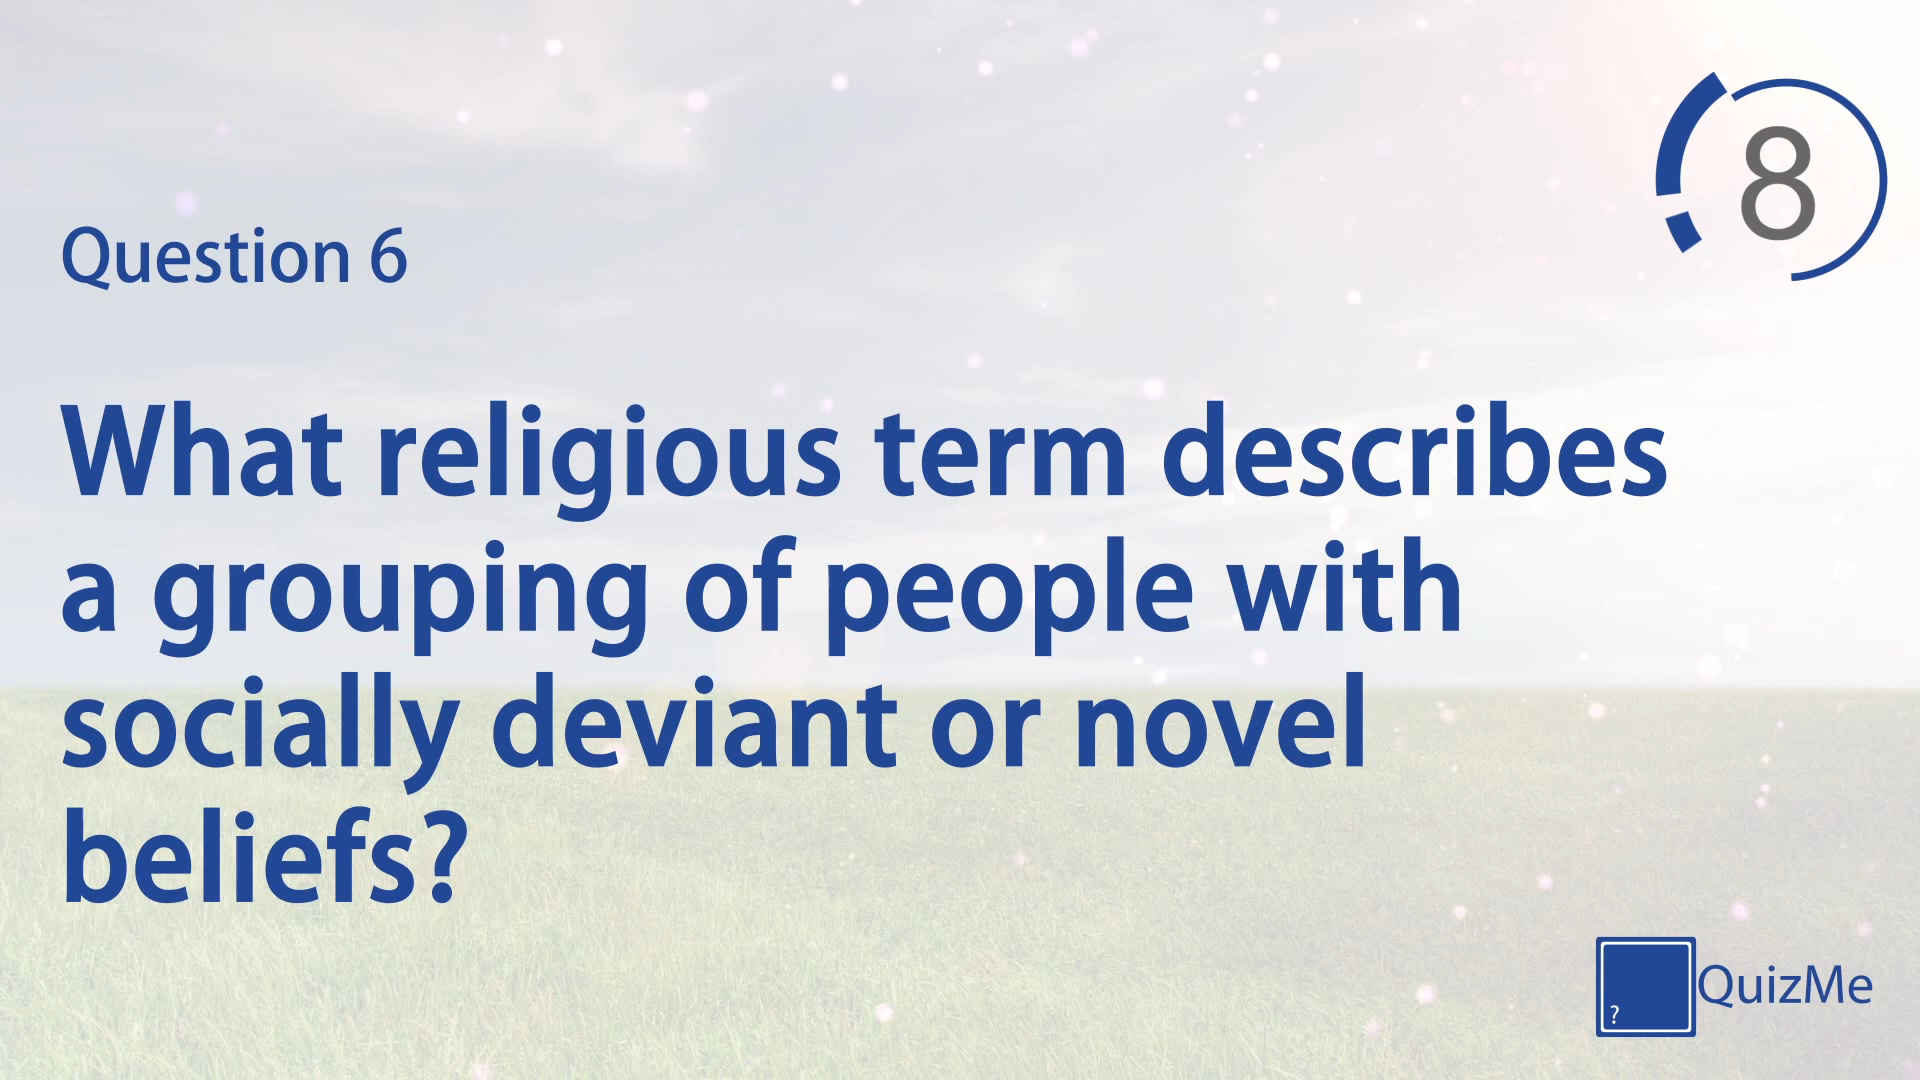 8
Question 6
What religious term describes
a grouping of people with
socially deviant or novel
beliefs?
?
QuizMe